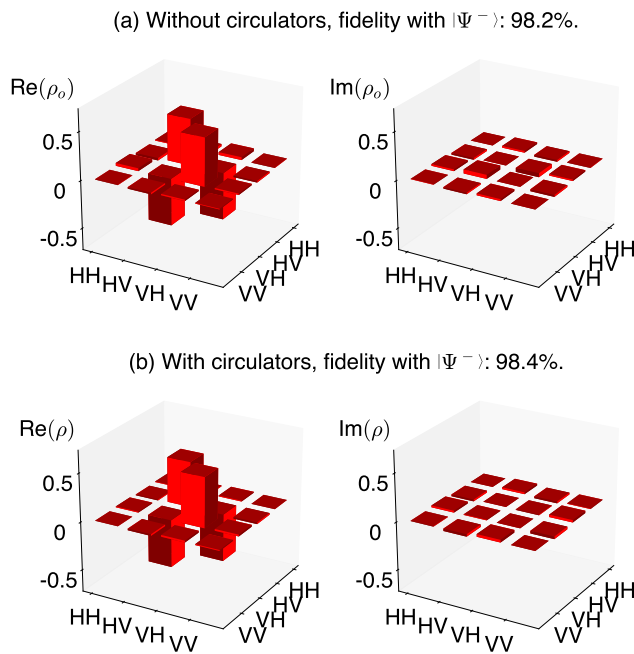 (a) Without circulators, fidelity with |Ψ⁻⟩: 98.2%.
Re(ρₒ) Im(ρₒ)
0.5 0.5
0 0
-0.5 -0.5
HH HV VH VV VV VH HV HH HH HV VH VV VV VH HV HH
(b) With circulators, fidelity with |Ψ⁻⟩: 98.4%.
Re(ρ) Im(ρ)
0.5 0.5
0 0
-0.5 -0.5
HH HV VH VV VV VH HV HH HH HV VH VV VV VH HV HH